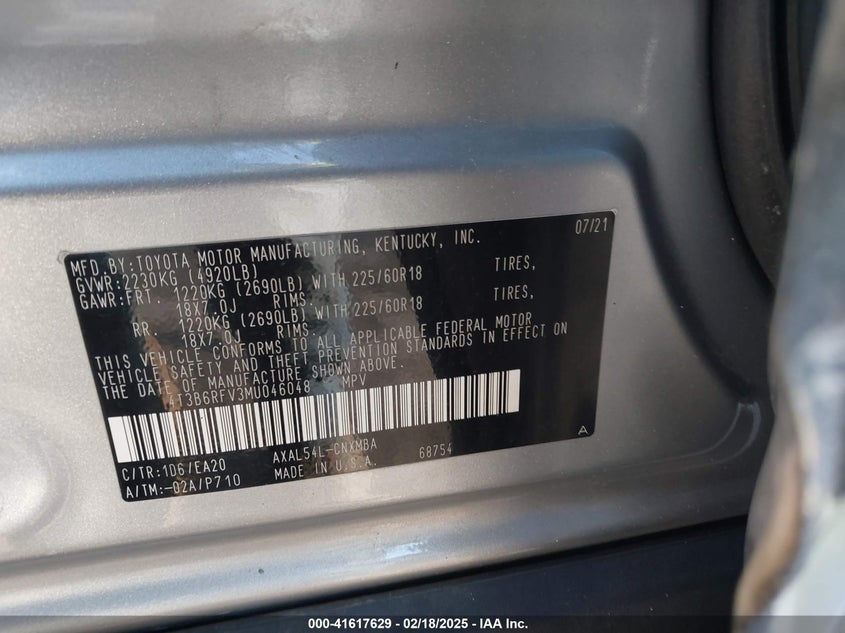 MFD.BY:TOYOTA MOTOR MANUFACTURING, KENTUCKY, INC. 07/21
GVWR:2230KG (4920LB)
GAWR:FRT. 1220KG (2690LB) WITH 225/60R18 TIRES,
18X7.0J RIMS
RR. 1220KG (2690LB) WITH 225/60R18 TIRES,
18X7.0J RIMS
THIS VEHICLE CONFORMS TO ALL APPLICABLE FEDERAL MOTOR
VEHICLE SAFETY AND THEFT PREVENTION STANDARDS IN EFFECT ON
THE DATE OF MANUFACTURE SHOWN ABOVE.
4T3B6RFV3MU046048 MPV
C/TR:1D6/EA20 AXAL54L-CNXMBA 68754
A/TM:-02A/P710 MADE IN U.S.A. A
000-41617629 - 02/18/2025 - IAA Inc.